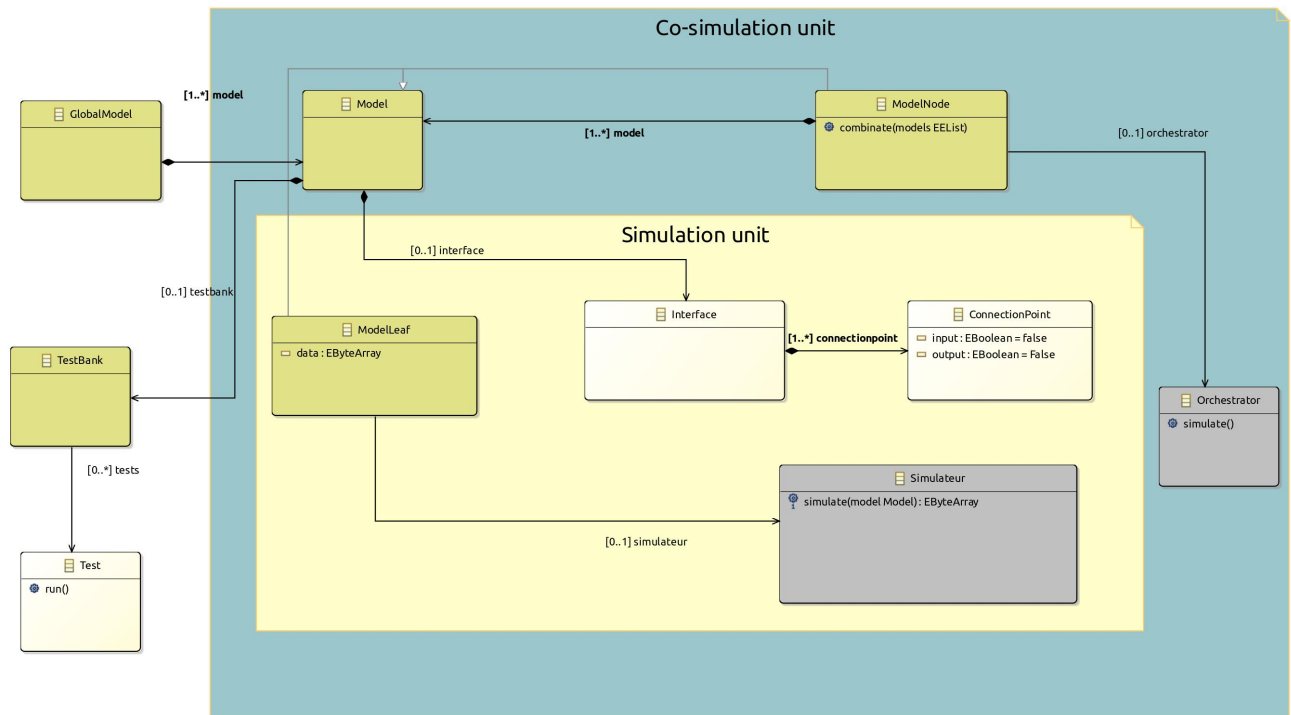 Co-simulation unit
[1..*] model
GlobalModel
Model
ModelNode
combinate(models EEList)
[1..*] model
[0..1] orchestrator
Simulation unit
[0..1] interface
[0..1] testbank
Interface
ConnectionPoint
input : EBoolean = false
output : EBoolean = False
[1..*] connectionpoint
ModelLeaf
data : EByteArray
TestBank
Orchestrator
simulate()
[0..*] tests
Simulateur
simulate(model Model) : EByteArray
[0..1] simulateur
Test
run()